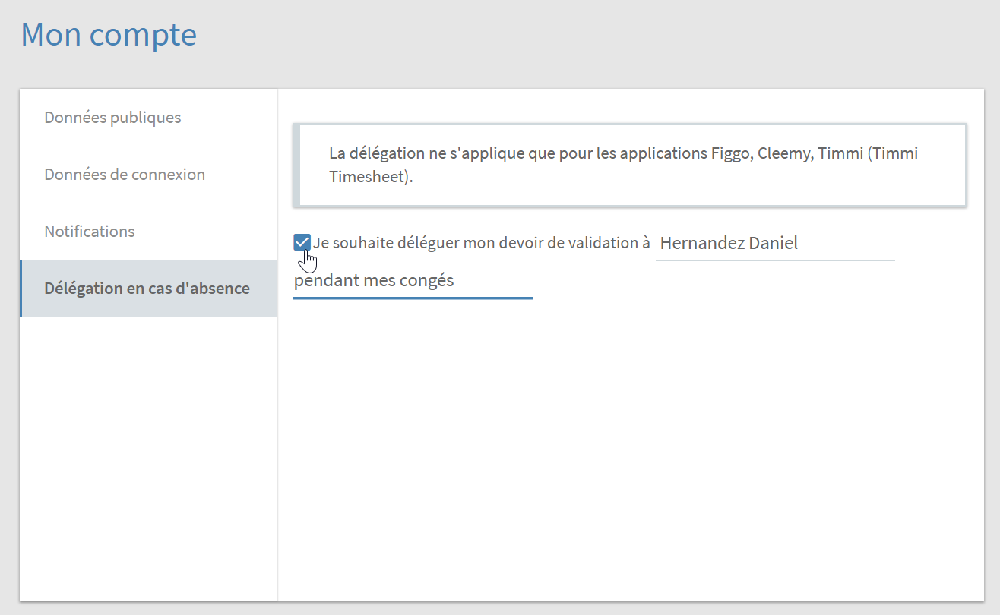 Mon compte
Données publiques
Données de connexion
Notifications
Délégation en cas d'absence
La délégation ne s'applique que pour les applications Figgo, Cleemy, Timmi (Timmi
Timesheet).
Je souhaite déléguer mon devoir de validation à Hernandez Daniel
pendant mes congés